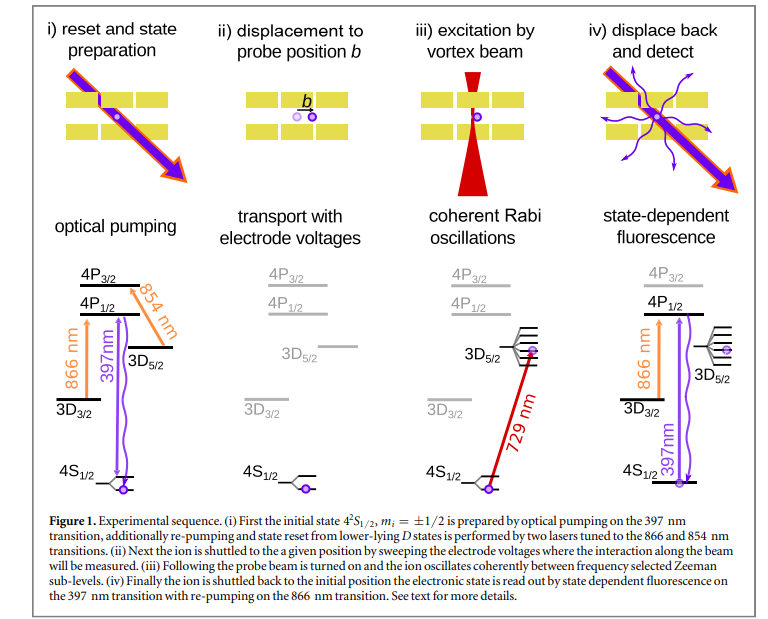 i) reset and state
preparation
ii) displacement to
probe position b
iii) excitation by
vortex beam
iv) displace back
and detect
b
optical pumping
transport with
electrode voltages
coherent Rabi
oscillations
state-dependent
fluorescence
4P3/2
4P1/2
854 nm
866 nm
397nm
3D5/2
3D3/2
4S1/2
4P3/2
4P1/2
3D5/2
3D3/2
4S1/2
4P3/2
4P1/2
3D5/2
3D3/2
729 nm
4S1/2
4P3/2
4P1/2
866 nm
3D5/2
3D3/2
397nm
4S1/2
Figure 1. Experimental sequence. (i) First the initial state 4²S1/2, mi = ±1/2 is prepared by optical pumping on the 397 nm
transition, additionally re-pumping and state reset from lower-lying D states is performed by two lasers tuned to the 866 and 854 nm
transitions. (ii) Next the ion is shuttled to the a given position by sweeping the electrode voltages where the interaction along the beam
will be measured. (iii) Following the probe beam is turned on and the ion oscillates coherently between frequency selected Zeeman
sub-levels. (iv) Finally the ion is shuttled back to the initial position the electronic state is read out by state dependent fluorescence on
the 397 nm transition with re-pumping on the 866 nm transition. See text for more details.